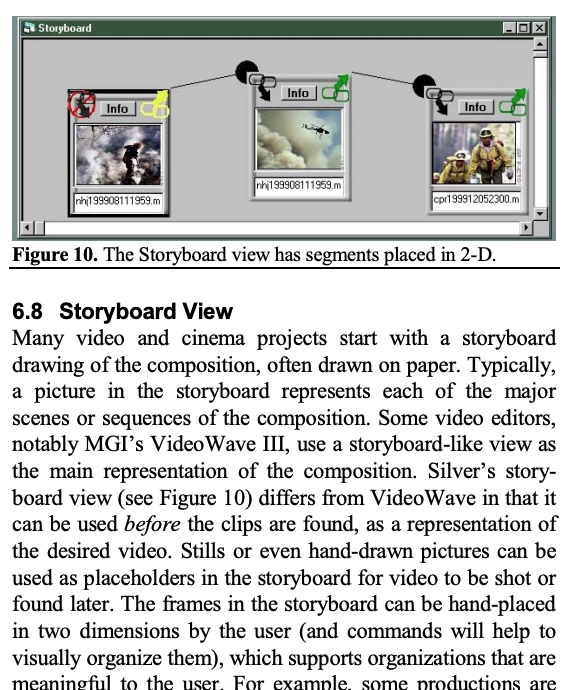 Storyboard
Info
Info
Info
nhj199908111959.m
nhj199908111959.m
cpr199912052300.m
Figure 10. The Storyboard view has segments placed in 2-D.
6.8 Storyboard View
Many video and cinema projects start with a storyboard
drawing of the composition, often drawn on paper. Typically,
a picture in the storyboard represents each of the major
scenes or sequences of the composition. Some video editors,
notably MGI’s VideoWave III, use a storyboard-like view as
the main representation of the composition. Silver’s story-
board view (see Figure 10) differs from VideoWave in that it
can be used before the clips are found, as a representation of
the desired video. Stills or even hand-drawn pictures can be
used as placeholders in the storyboard for video to be shot or
found later. The frames in the storyboard can be hand-placed
in two dimensions by the user (and commands will help to
visually organize them), which supports organizations that are
meaningful to the user. For example, some productions are